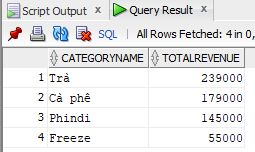 Script Output × Query Result ×
SQL | All Rows Fetched: 4 in 0,
CATEGORYNAME TOTALREVENUE
1 Trà 239000
2 Cà phê 179000
3 Phindi 145000
4 Freeze 55000